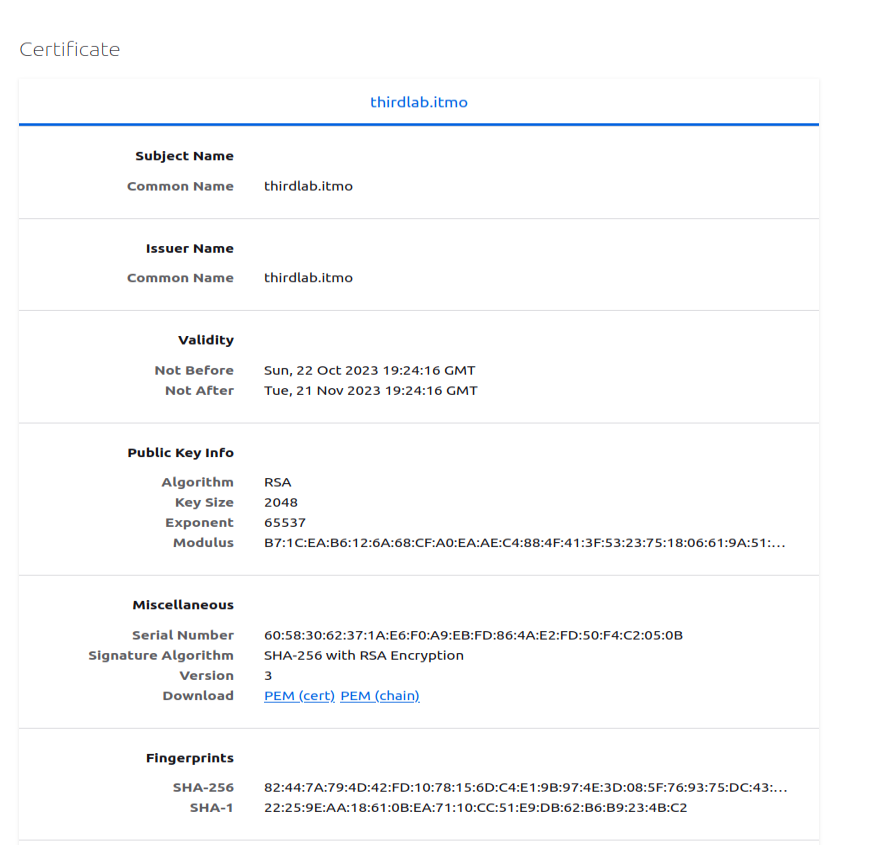 Certificate
thirdlab.itmo
Subject Name
Common Name thirdlab.itmo
Issuer Name
Common Name thirdlab.itmo
Validity
Not Before Sun, 22 Oct 2023 19:24:16 GMT
Not After Tue, 21 Nov 2023 19:24:16 GMT
Public Key Info
Algorithm RSA
Key Size 2048
Exponent 65537
Modulus B7:1C:EA:B6:12:6A:68:CF:A0:EA:AE:C4:88:4F:41:3F:53:23:75:18:06:61:9A:51:...
Miscellaneous
Serial Number 60:58:30:62:37:1A:E6:F0:A9:EB:FD:86:4A:E2:FD:50:F4:C2:05:0B
Signature Algorithm SHA-256 with RSA Encryption
Version 3
Download PEM (cert) PEM (chain)
Fingerprints
SHA-256 82:44:7A:79:4D:42:FD:10:78:15:6D:C4:E1:9B:97:4E:3D:08:5F:76:93:75:DC:43:...
SHA-1 22:25:9E:AA:18:61:0B:EA:71:10:CC:51:E9:DB:62:B6:B9:23:4B:C2